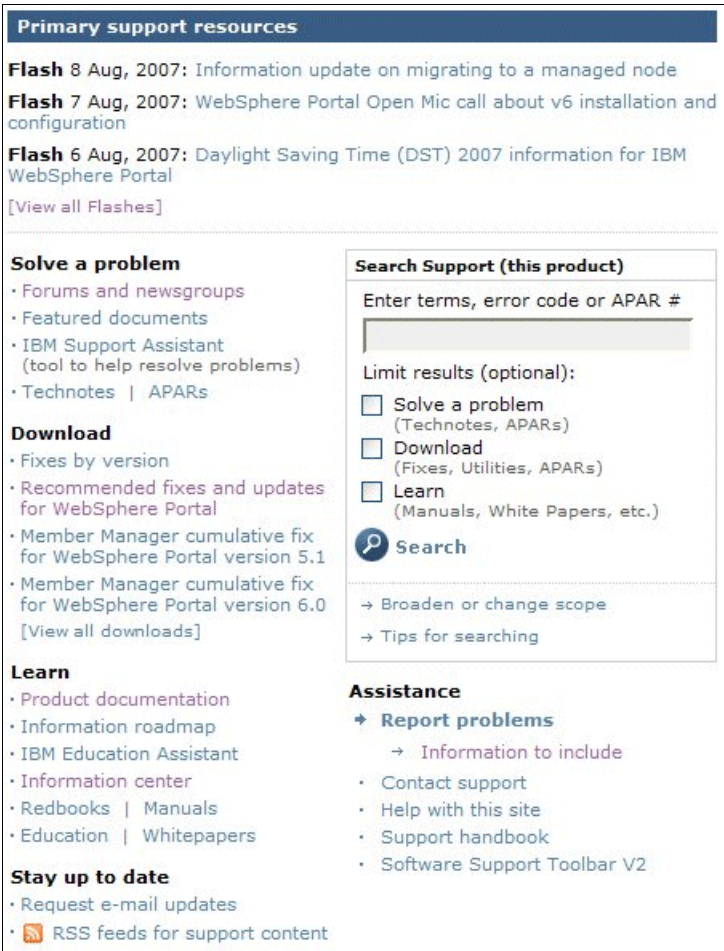 Primary support resources
Flash 8 Aug, 2007: Information update on migrating to a managed node
Flash 7 Aug, 2007: WebSphere Portal Open Mic call about v6 installation and
configuration
Flash 6 Aug, 2007: Daylight Saving Time (DST) 2007 information for IBM
WebSphere Portal
[View all Flashes]
Solve a problem
· Forums and newsgroups
· Featured documents
· IBM Support Assistant
(tool to help resolve problems)
· Technotes | APARs
Download
· Fixes by version
· Recommended fixes and updates
for WebSphere Portal
· Member Manager cumulative fix
for WebSphere Portal version 5.1
· Member Manager cumulative fix
for WebSphere Portal version 6.0
[View all downloads]
Learn
· Product documentation
· Information roadmap
· IBM Education Assistant
· Information center
· Redbooks | Manuals
· Education | Whitepapers
Stay up to date
· Request e-mail updates
· RSS feeds for support content
Search Support (this product)
Enter terms, error code or APAR #
Limit results (optional):
Solve a problem
(Technotes, APARs)
Download
(Fixes, Utilities, APARs)
Learn
(Manuals, White Papers, etc.)
Search
→ Broaden or change scope
→ Tips for searching
Assistance
→ Report problems
→ Information to include
· Contact support
· Help with this site
· Support handbook
· Software Support Toolbar V2